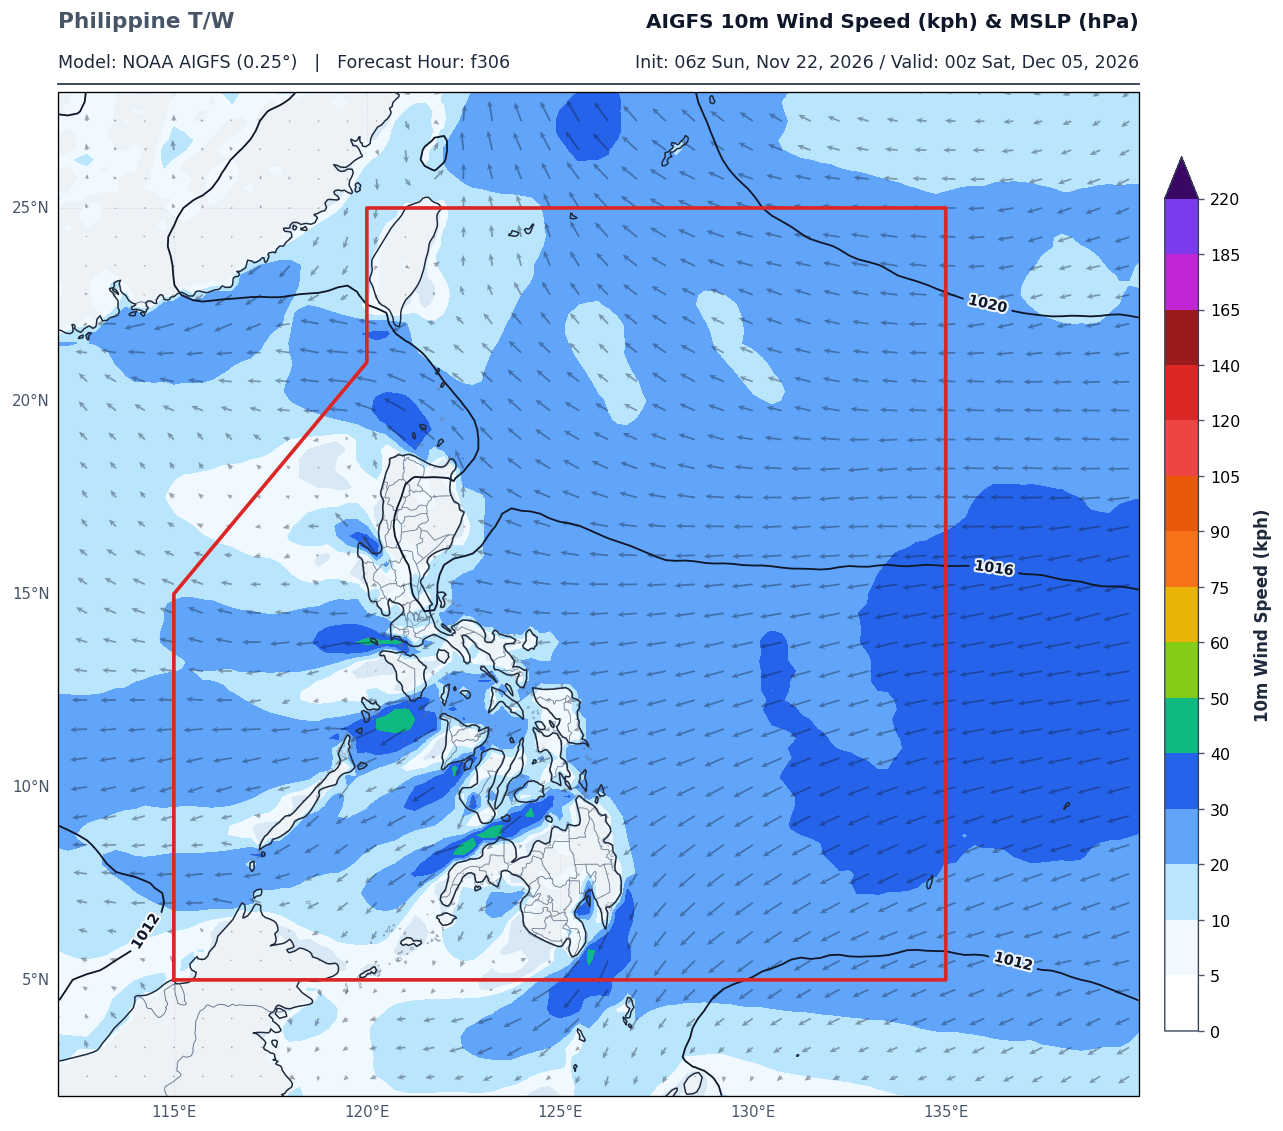 Philippine T/W
AIGFS 10m Wind Speed (kph) & MSLP (hPa)
Model: NOAA AIGFS (0.25°) | Forecast Hour: f306
Init: 06z Sun, Nov 22, 2026 / Valid: 00z Sat, Dec 05, 2026
25°N
20°N
15°N
10°N
5°N
1020
1016
1012
1012
115°E
120°E
125°E
130°E
135°E
220
185
165
140
120
105
90
75
60
50
40
30
20
10
5
0
10m Wind Speed (kph)